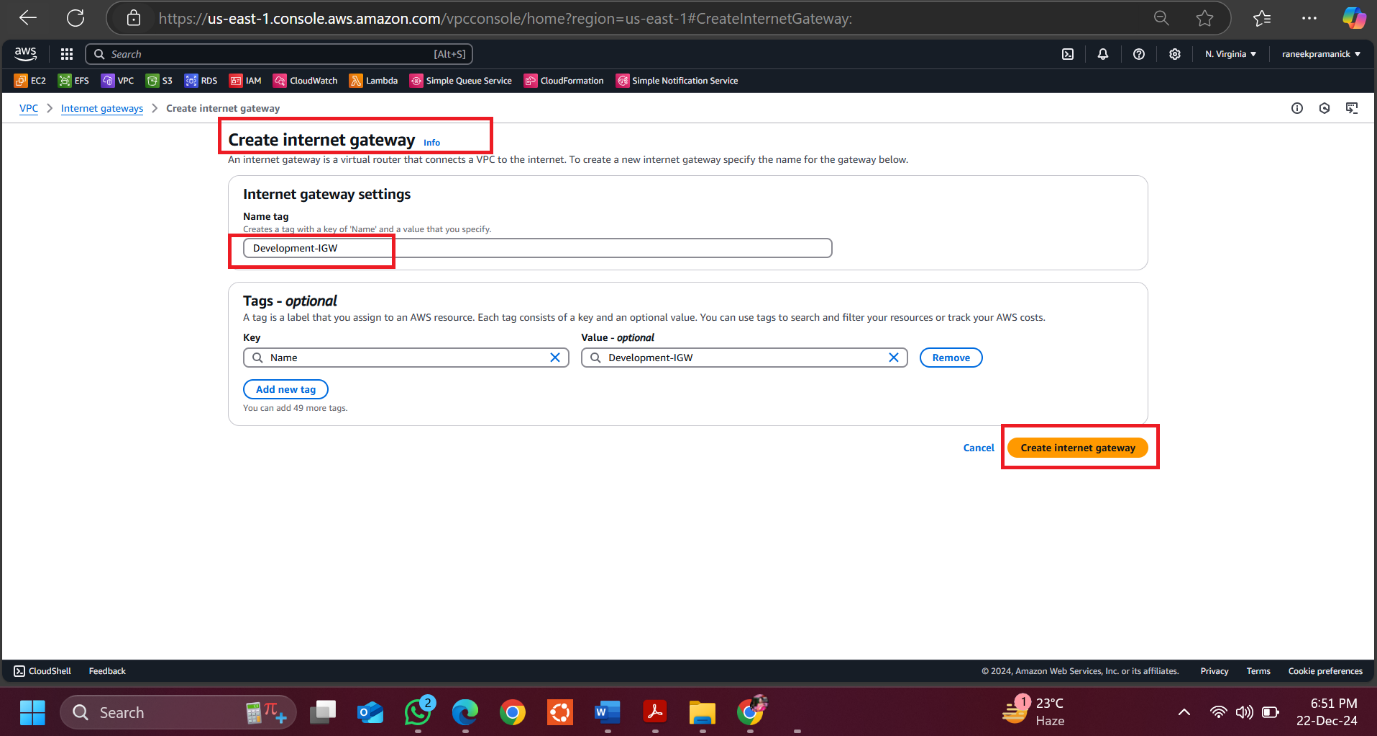 https://us-east-1.console.aws.amazon.com/vpcconsole/home?region=us-east-1#CreateInternetGateway:
aws
Search [Alt+S]
N. Virginia
raneekpramanick
EC2 EFS VPC S3 RDS IAM CloudWatch Lambda Simple Queue Service CloudFormation Simple Notification Service
VPC > Internet gateways > Create internet gateway
Create internet gateway Info
An internet gateway is a virtual router that connects a VPC to the internet. To create a new internet gateway specify the name for the gateway below.
Internet gateway settings
Name tag
Creates a tag with a key of 'Name' and a value that you specify.
Development-IGW
Tags - optional
A tag is a label that you assign to an AWS resource. Each tag consists of a key and an optional value. You can use tags to search and filter your resources or track your AWS costs.
Key Value - optional
Name Development-IGW Remove
Add new tag
You can add 49 more tags.
Cancel Create internet gateway
CloudShell Feedback © 2024, Amazon Web Services, Inc. or its affiliates. Privacy Terms Cookie preferences
Search
2
1
23°C
Haze
6:51 PM
22-Dec-24